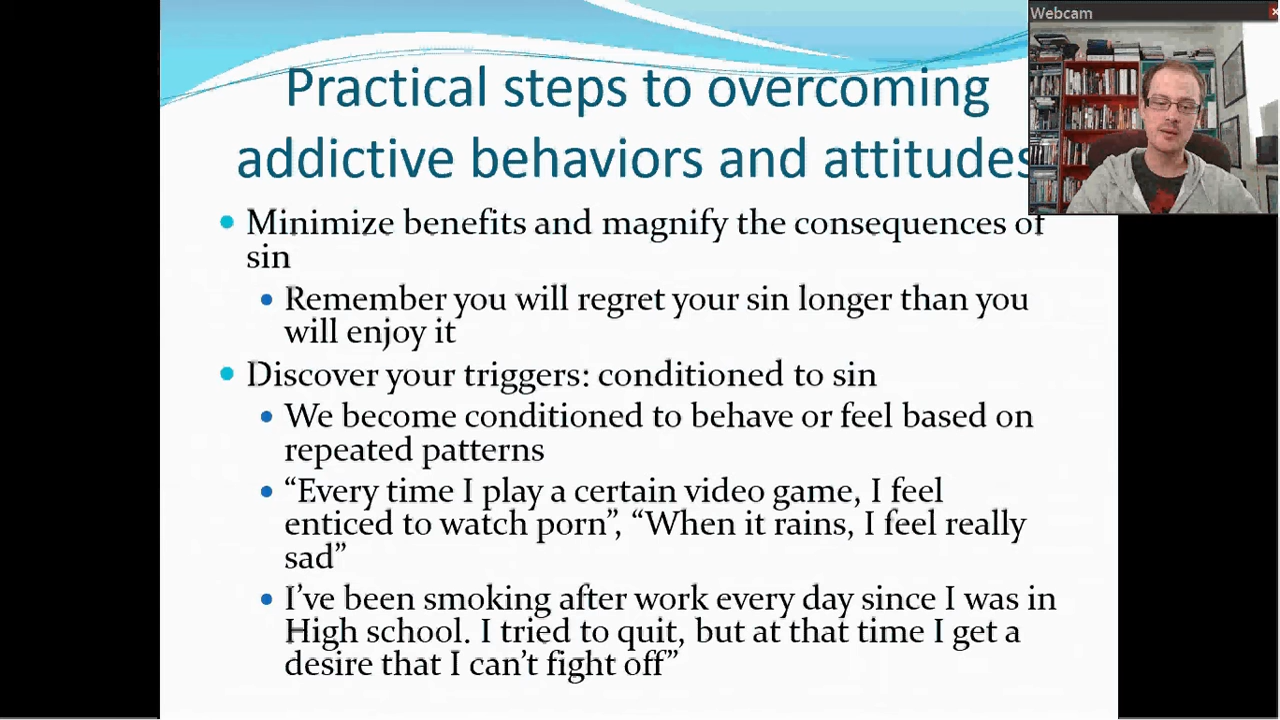 Webcam
Practical steps to overcoming
addictive behaviors and attitudes
• Minimize benefits and magnify the consequences of
sin
• Remember you will regret your sin longer than you
will enjoy it
• Discover your triggers: conditioned to sin
• We become conditioned to behave or feel based on
repeated patterns
• “Every time I play a certain video game, I feel
enticed to watch porn”, “When it rains, I feel really
sad”
• I’ve been smoking after work every day since I was in
High school. I tried to quit, but at that time I get a
desire that I can’t fight off”